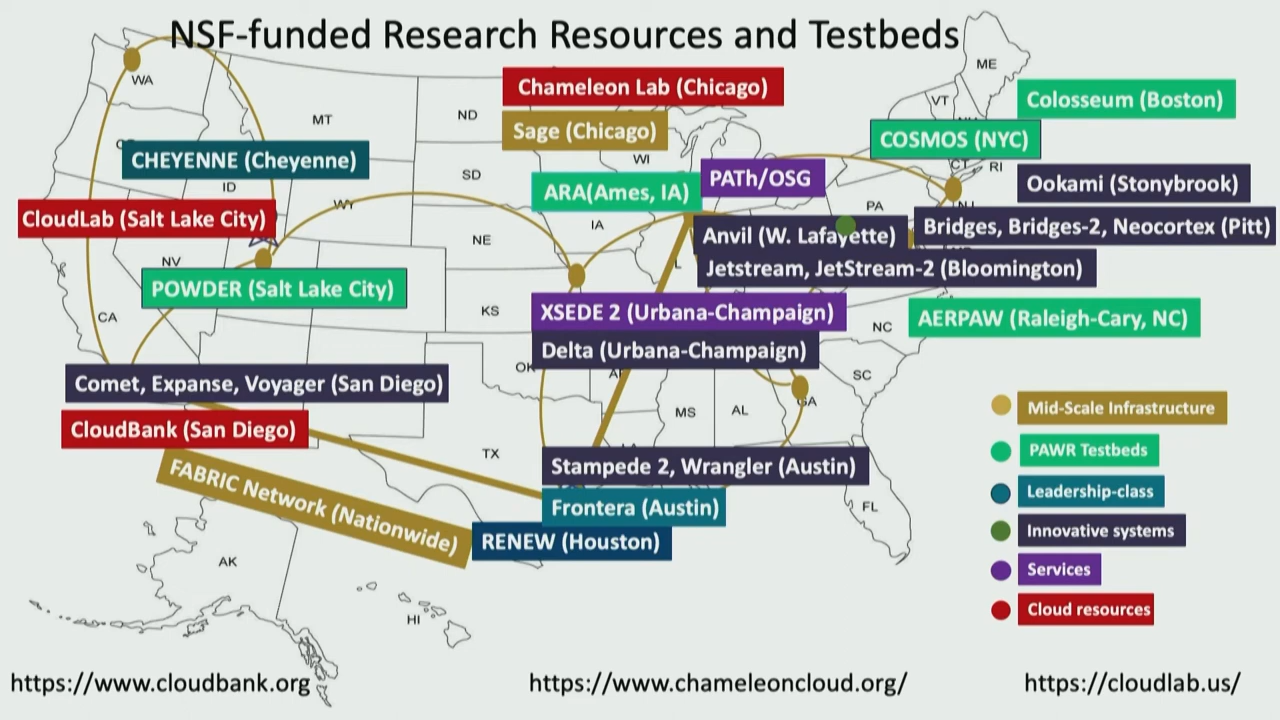 NSF-funded Research Resources and Testbeds
ME
WA
VT
Chameleon Lab (Chicago)
Colosseum (Boston)
MT
ND
Sage (Chicago)
COSMOS (NYC)
CHEYENNE (Cheyenne)
WI
CT
RI
ID
SD
ARA(Ames, IA)
PATh/OSG
Ookami (Stonybrook)
WY
CloudLab (Salt Lake City)
IA
PA
NJ
Anvil (W. Lafayette)
Bridges, Bridges-2, Neocortex (Pitt)
NE
NV
Jetstream, JetStream-2 (Bloomington)
POWDER (Salt Lake City)
CA
KS
XSEDE 2 (Urbana-Champaign)
NC
AERPAW (Raleigh-Cary, NC)
Delta (Urbana-Champaign)
OK
SC
Comet, Expanse, Voyager (San Diego)
MS
AL
GA
Mid-Scale Infrastructure
CloudBank (San Diego)
TX
PAWR Testbeds
FABRIC Network (Nationwide)
Stampede 2, Wrangler (Austin)
Leadership-class
Frontera (Austin)
FL
Innovative systems
RENEW (Houston)
AK
Services
HI
Cloud resources
https://www.cloudbank.org
https://www.chameleoncloud.org/
https://cloudlab.us/